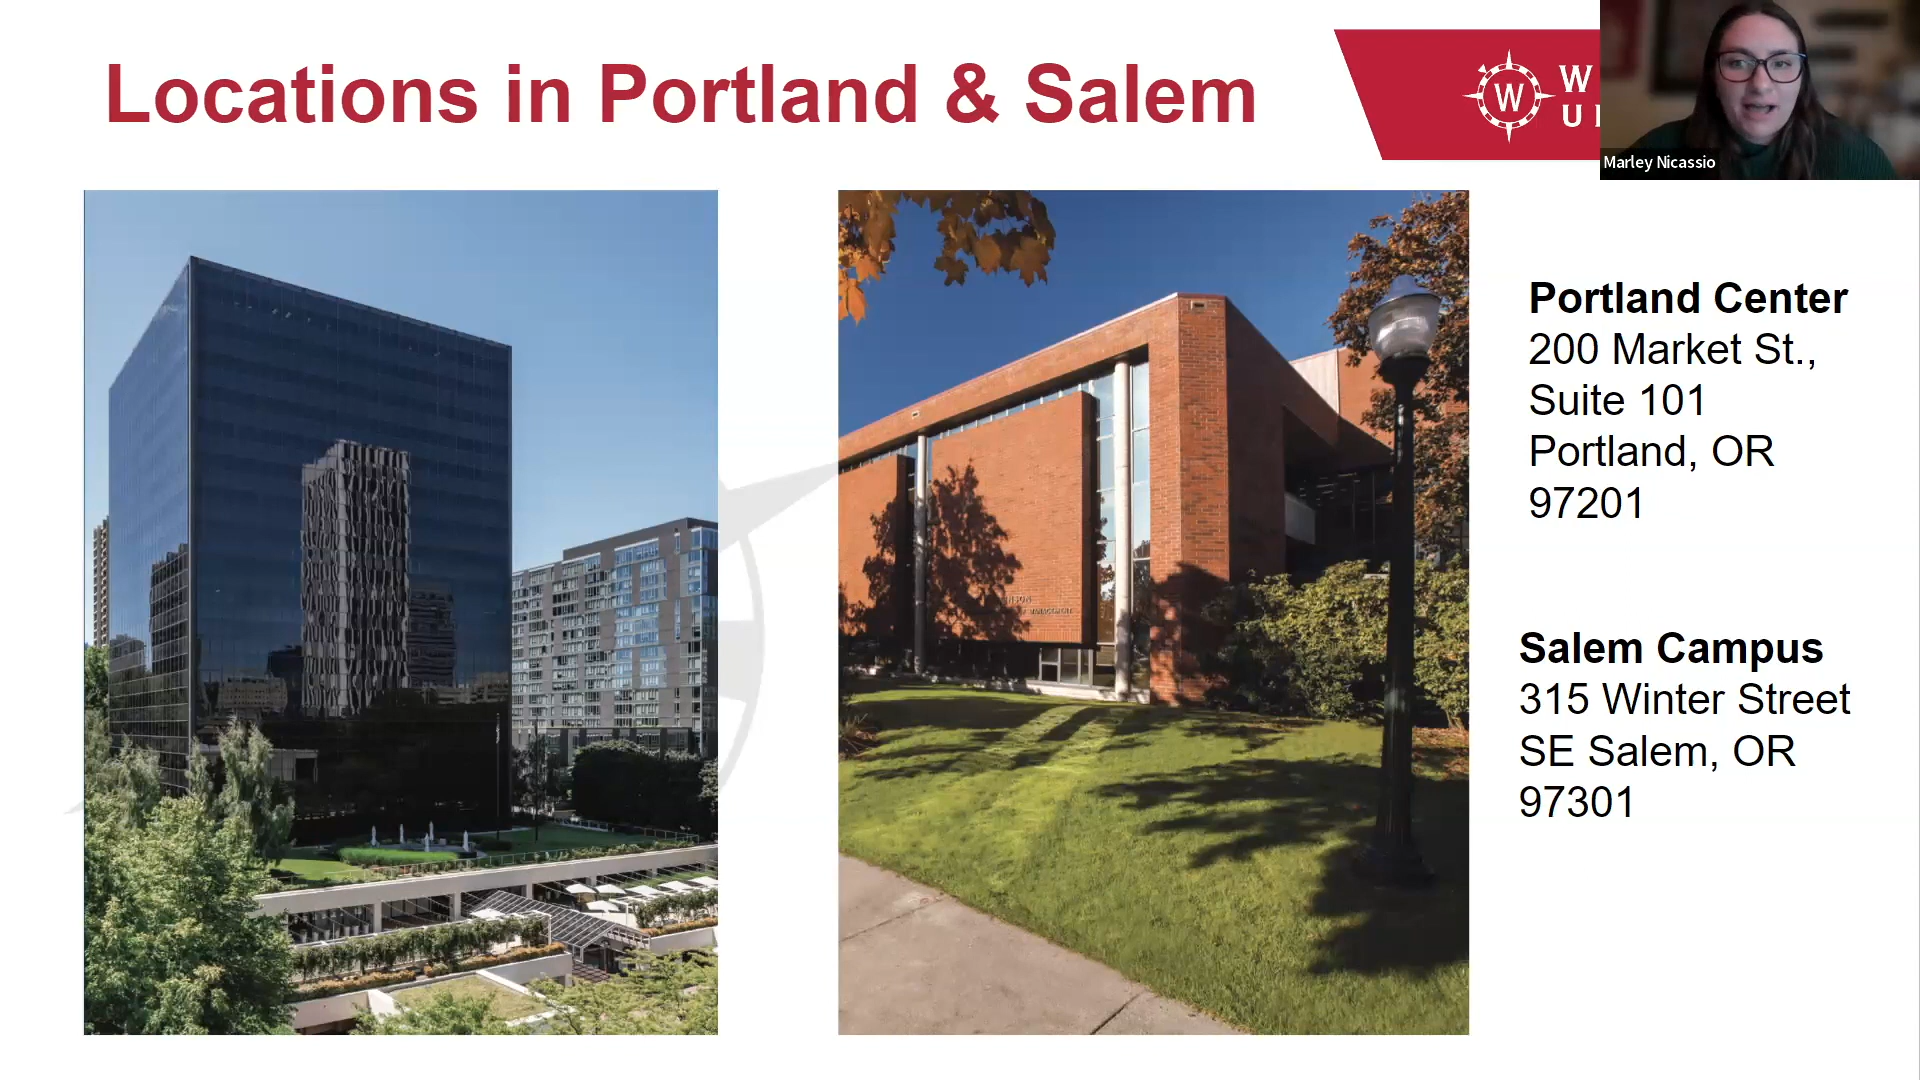 Locations in Portland & Salem
W
W
U
Marley Nicassio
Portland Center
200 Market St.,
Suite 101
Portland, OR
97201
MANAGEMENT
Salem Campus
315 Winter Street
SE Salem, OR
97301